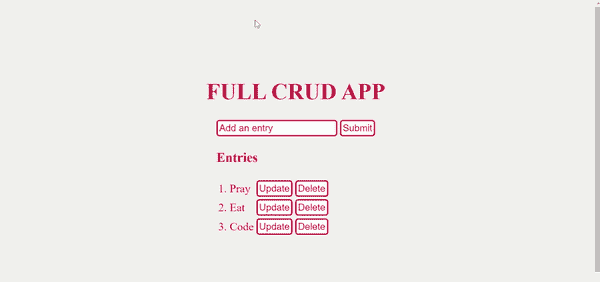 FULL CRUD APP
Add an entry Submit
Entries
1. Pray Update Delete
2. Eat Update Delete
3. Code Update Delete